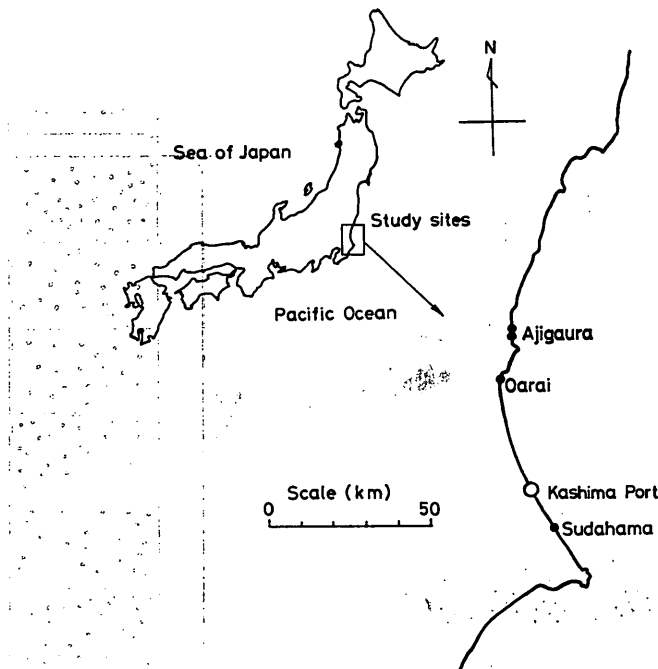 N
Sea of Japan
Study sites
Pacific Ocean
Ajigaura
Oarai
Scale (km)
0 50
Kashima Port
Sudahama